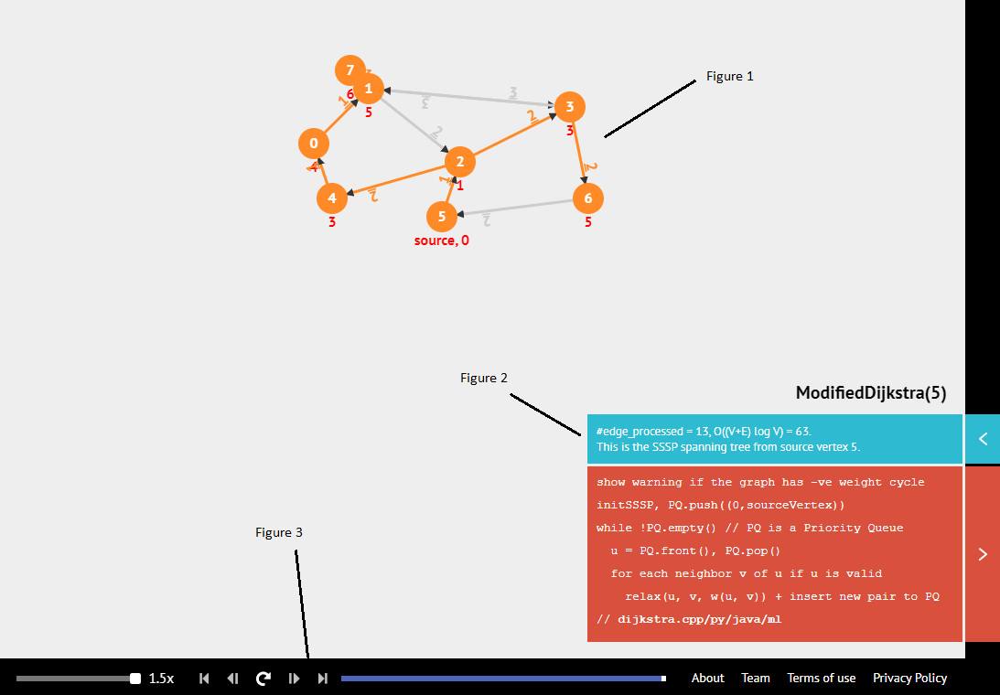 7
6
1
5
1
3
3
3
3
Figure 1
0
4
2
2
2
1
1
2
2
4
3
5
source, 0
6
5
2
Figure 2
ModifiedDijkstra(5)
#edge_processed = 13, O((V+E) log V) = 63.
This is the SSSP spanning tree from source vertex 5.
<
show warning if the graph has -ve weight cycle
initSSSP, PQ.push((0,sourceVertex))
while !PQ.empty() // PQ is a Priority Queue
u = PQ.front(), PQ.pop()
for each neighbor v of u if u is valid
relax(u, v, w(u, v)) + insert new pair to PQ
// dijkstra.cpp/py/java/ml
>
Figure 3
1.5x
About Team Terms of use Privacy Policy